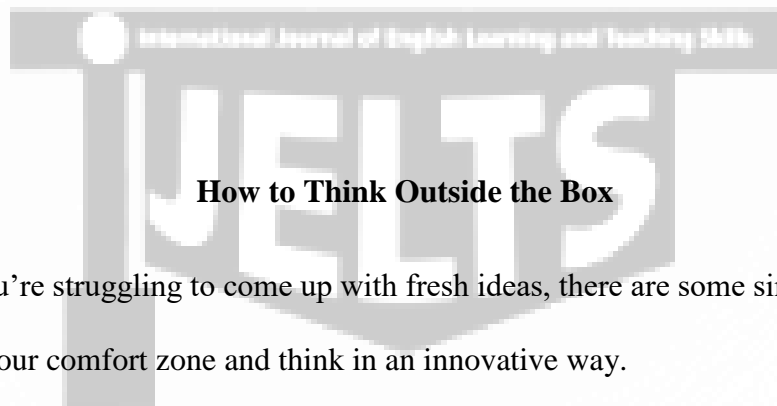 International Journal of English Learning and Teaching Skills
IJELTS
How to Think Outside the Box
u’re struggling to come up with fresh ideas, there are some si
our comfort zone and think in an innovative way.